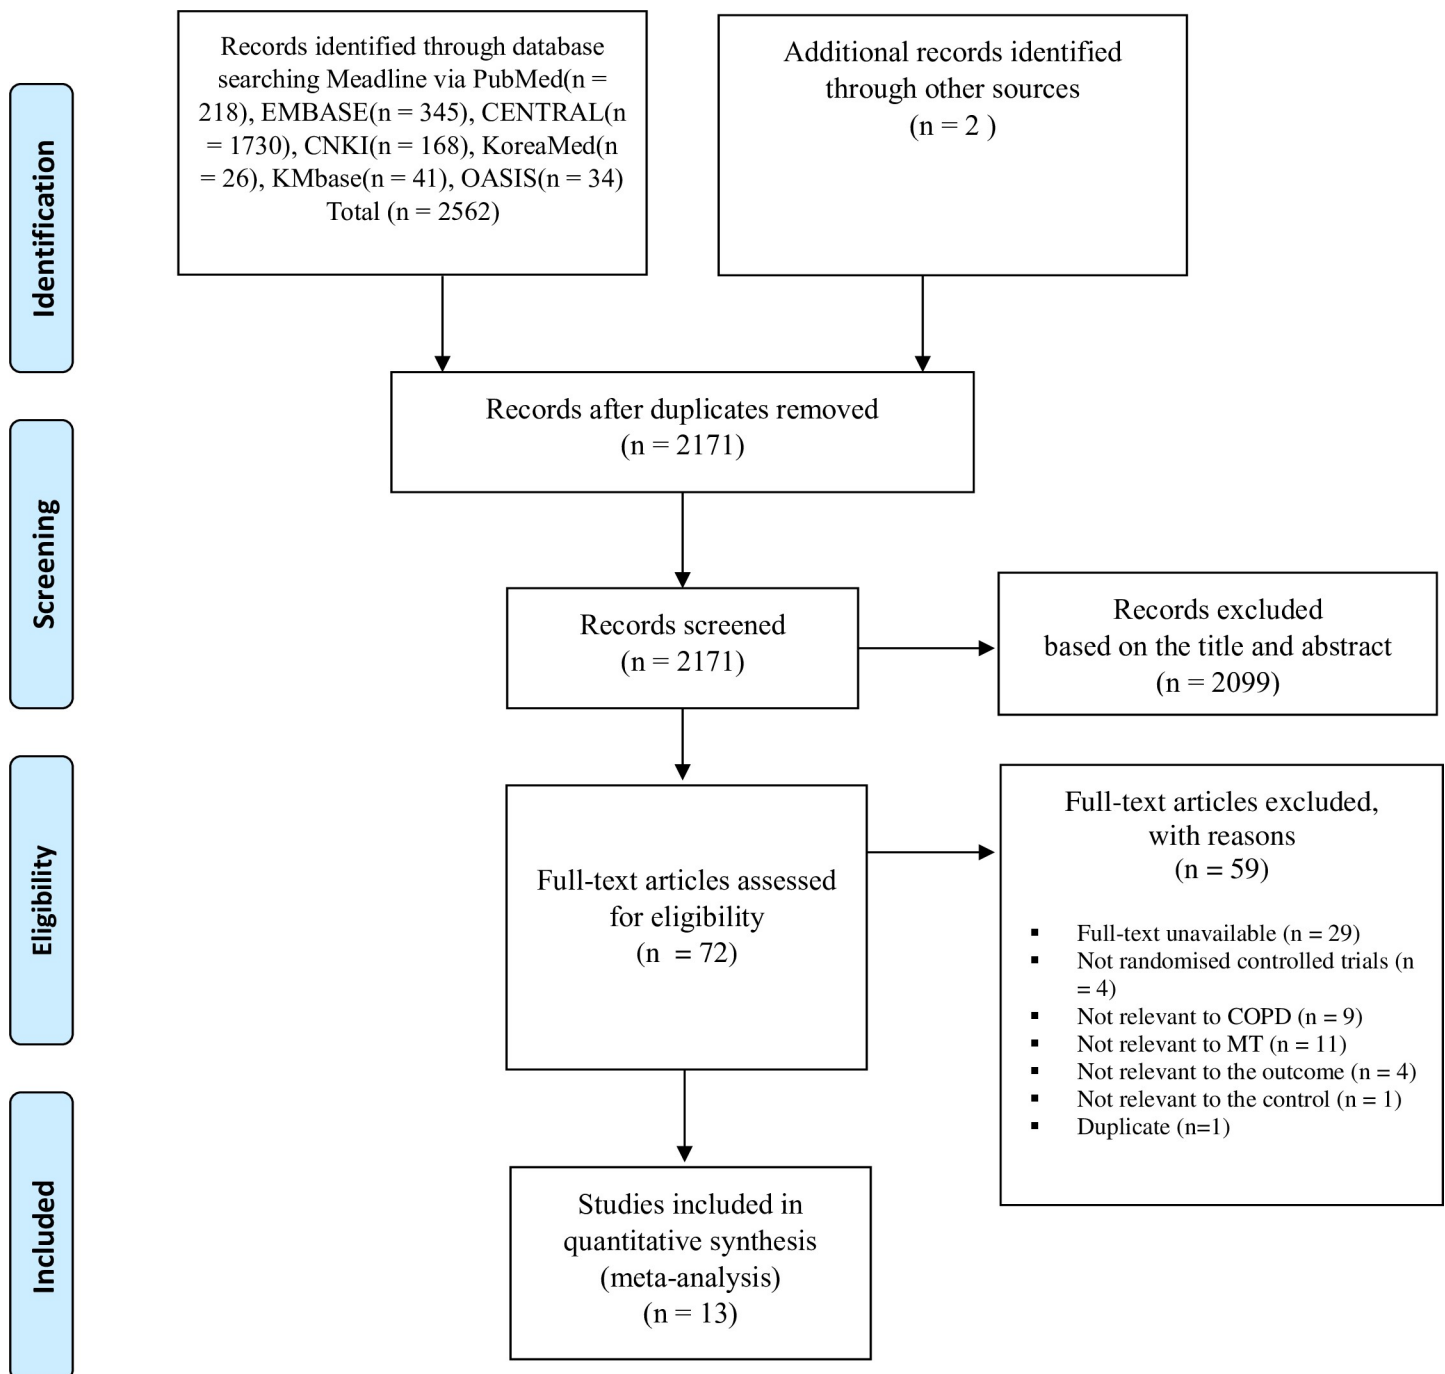 Identification
Records identified through database
searching Meadline via PubMed(n =
218), EMBASE(n = 345), CENTRAL(n
= 1730), CNKI(n = 168), KoreaMed(n
= 26), KMbase(n = 41), OASIS(n = 34)
Total (n = 2562)
Additional records identified
through other sources
(n = 2 )
Records after duplicates removed
(n = 2171)
Screening
Records screened
(n = 2171)
Records excluded
based on the title and abstract
(n = 2099)
Eligibility
Full-text articles assessed
for eligibility
(n = 72)
Full-text articles excluded,
with reasons
(n = 59)
▪ Full-text unavailable (n = 29)
▪ Not randomised controlled trials (n
= 4)
▪ Not relevant to COPD (n = 9)
▪ Not relevant to MT (n = 11)
▪ Not relevant to the outcome (n = 4)
▪ Not relevant to the control (n = 1)
▪ Duplicate (n=1)
Included
Studies included in
quantitative synthesis
(meta-analysis)
(n = 13)